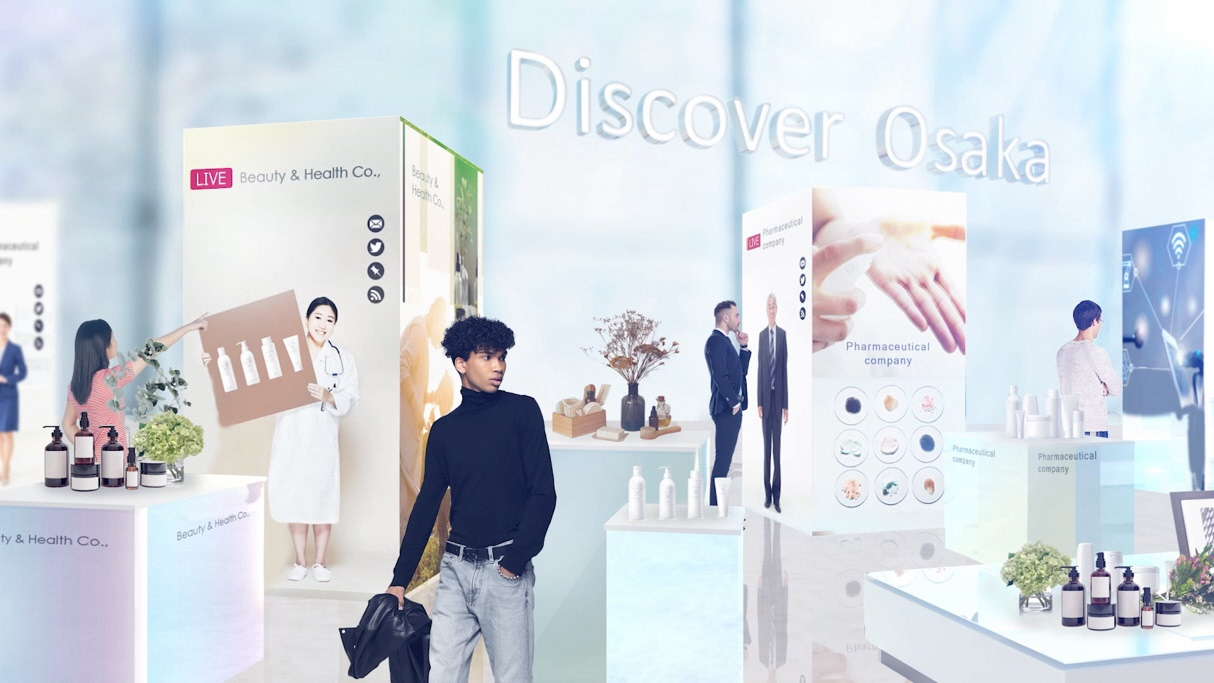 Discover Osaka
LIVE Beauty & Health Co.,
Beauty &
Health Co.,
LIVE Pharmaceutical
company
Pharmaceutical
company
Beauty & Health Co.,
Beauty & Health Co.,
Pharmaceutical
company
Pharmaceutical
company